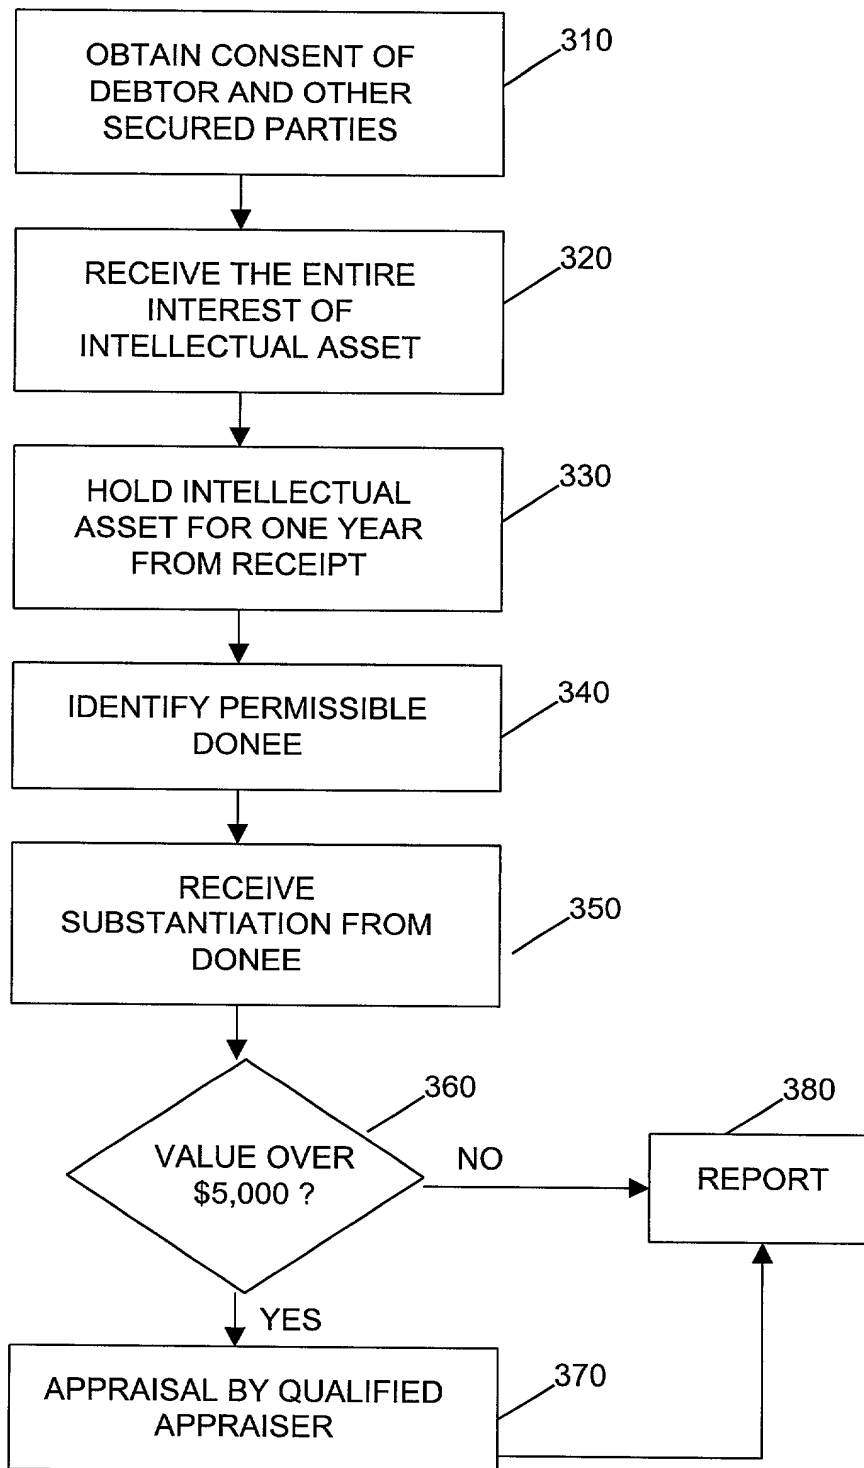 OBTAIN CONSENT OF
DEBTOR AND OTHER
SECURED PARTIES
310
RECEIVE THE ENTIRE
INTEREST OF
INTELLECTUAL ASSET
320
HOLD INTELLECTUAL
ASSET FOR ONE YEAR
FROM RECEIPT
330
IDENTIFY PERMISSIBLE
DONEE
340
RECEIVE
SUBSTANTIATION FROM
DONEE
350
VALUE OVER
$5,000 ?
360
NO
REPORT
380
YES
APPRAISAL BY QUALIFIED
APPRAISER
370